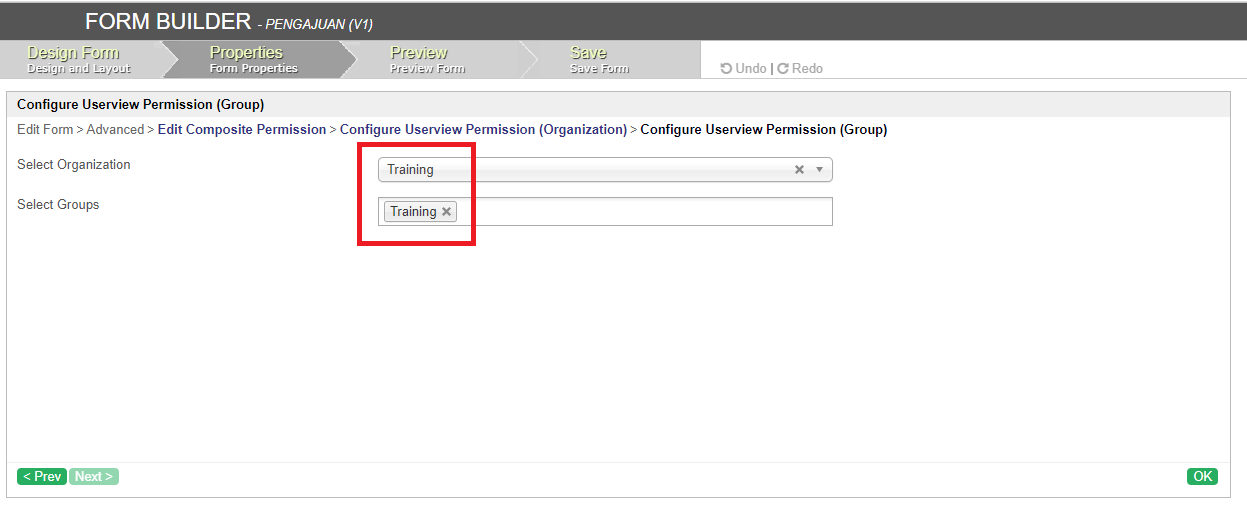 FORM BUILDER - PENGAJUAN (V1)
Design Form
Design and Layout
Properties
Form Properties
Preview
Preview Form
Save
Save Form
Undo | Redo
Configure Userview Permission (Group)
Edit Form > Advanced > Edit Composite Permission > Configure Userview Permission (Organization) > Configure Userview Permission (Group)
Select Organization
Training
Select Groups
Training
< Prev Next >
OK